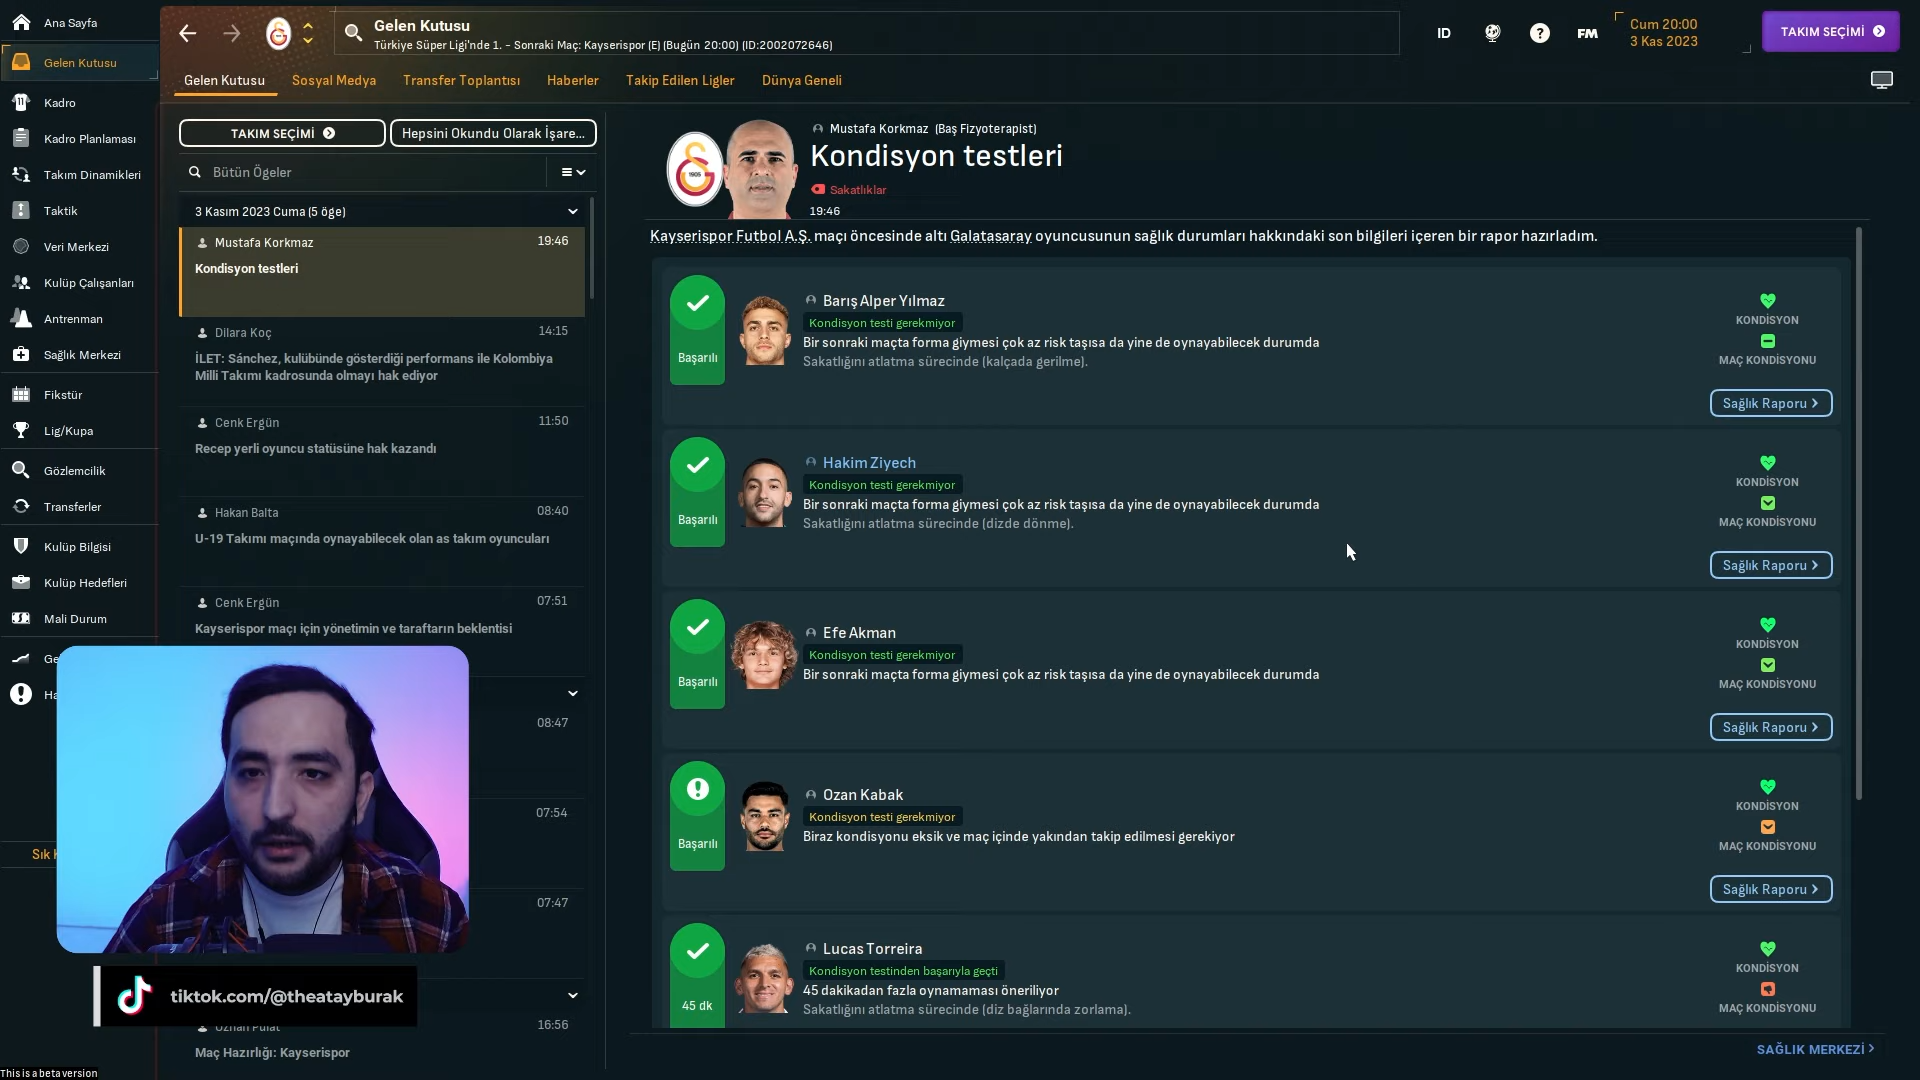 Ana Sayfa
Gelen Kutusu
Kadro
Kadro Planlaması
Takım Dinamikleri
Taktik
Veri Merkezi
Kulüp Çalışanları
Antrenman
Sağlık Merkezi
Fikstür
Lig/Kupa
Gözlemcilik
Transferler
Kulüp Bilgisi
Kulüp Hedefleri
Mali Durum
Gelen Kutusu
Türkiye Süper Ligi'nde 1. - Sonraki Maç: Kayserispor (E) (Bugün 20:00) (ID:2002072646)
ID
FM
Cum 20:00
3 Kas 2023
TAKIM SEÇİMİ
Gelen Kutusu
Sosyal Medya
Transfer Toplantısı
Haberler
Takip Edilen Ligler
Dünya Geneli
TAKIM SEÇİMİ
Hepsini Okundu Olarak İşare...
Bütün Ögeler
3 Kasım 2023 Cuma (5 öge)
Mustafa Korkmaz 19:46
Kondisyon testleri
Dilara Koç 14:15
İLET: Sánchez, kulübünde gösterdiği performans ile Kolombiya
Milli Takımı kadrosunda olmayı hak ediyor
Cenk Ergün 11:50
Recep yerli oyuncu statüsüne hak kazandı
Hakan Balta 08:40
U-19 Takımı maçında oynayabilecek olan as takım oyuncuları
Cenk Ergün 07:51
Kayserispor maçı için yönetimin ve taraftarın beklentisi
08:47
07:54
07:47
16:56
Maç Hazırlığı: Kayserispor
tiktok.com/@theatayburak
This is a beta version
Mustafa Korkmaz (Baş Fizyoterapist)
Kondisyon testleri
Sakatlıklar
19:46
Kayserispor Futbol A.Ş. maçı öncesinde altı Galatasaray oyuncusunun sağlık durumları hakkındaki son bilgileri içeren bir rapor hazırladım.
Başarılı
Barış Alper Yılmaz
Kondisyon testi gerekmiyor
Bir sonraki maçta forma giymesi çok az risk taşısa da yine de oynayabilecek durumda
Sakatlığını atlatma sürecinde (kalçada gerilme).
KONDİSYON
MAÇ KONDİSYONU
Sağlık Raporu
Başarılı
Hakim Ziyech
Kondisyon testi gerekmiyor
Bir sonraki maçta forma giymesi çok az risk taşısa da yine de oynayabilecek durumda
Sakatlığını atlatma sürecinde (dizde dönme).
KONDİSYON
MAÇ KONDİSYONU
Sağlık Raporu
Başarılı
Efe Akman
Kondisyon testi gerekmiyor
Bir sonraki maçta forma giymesi çok az risk taşısa da yine de oynayabilecek durumda
KONDİSYON
MAÇ KONDİSYONU
Sağlık Raporu
Başarılı
Ozan Kabak
Kondisyon testi gerekmiyor
Biraz kondisyonu eksik ve maç içinde yakından takip edilmesi gerekiyor
KONDİSYON
MAÇ KONDİSYONU
Sağlık Raporu
45 dk
Lucas Torreira
Kondisyon testinden başarıyla geçti
45 dakikadan fazla oynamaması öneriliyor
Sakatlığını atlatma sürecinde (diz bağlarında zorlama).
KONDİSYON
MAÇ KONDİSYONU
SAĞLIK MERKEZİ